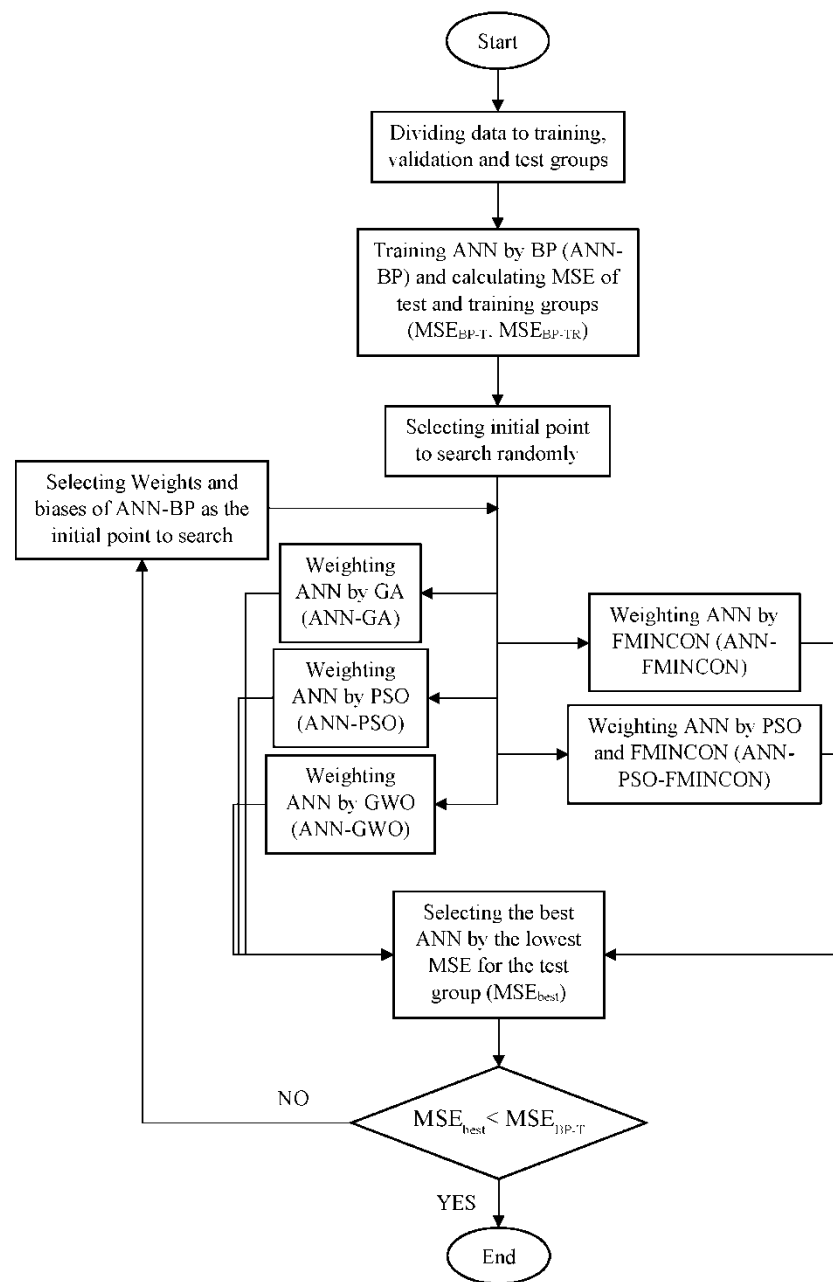 Start
Dividing data to training,
validation and test groups
Training ANN by BP (ANN-
BP) and calculating MSE of
test and training groups
(MSEBP-T, MSEBP-TR)
Selecting initial point
to search randomly
Selecting Weights and
biases of ANN-BP as the
initial point to search
Weighting
ANN by GA
(ANN-GA)
Weighting ANN by
FMINCON (ANN-
FMINCON)
Weighting
ANN by PSO
(ANN-PSO)
Weighting ANN by PSO
and FMINCON (ANN-
PSO-FMINCON)
Weighting
ANN by GWO
(ANN-GWO)
Selecting the best
ANN by the lowest
MSE for the test
group (MSEbest)
NO
MSEbest< MSEBP-T
YES
End